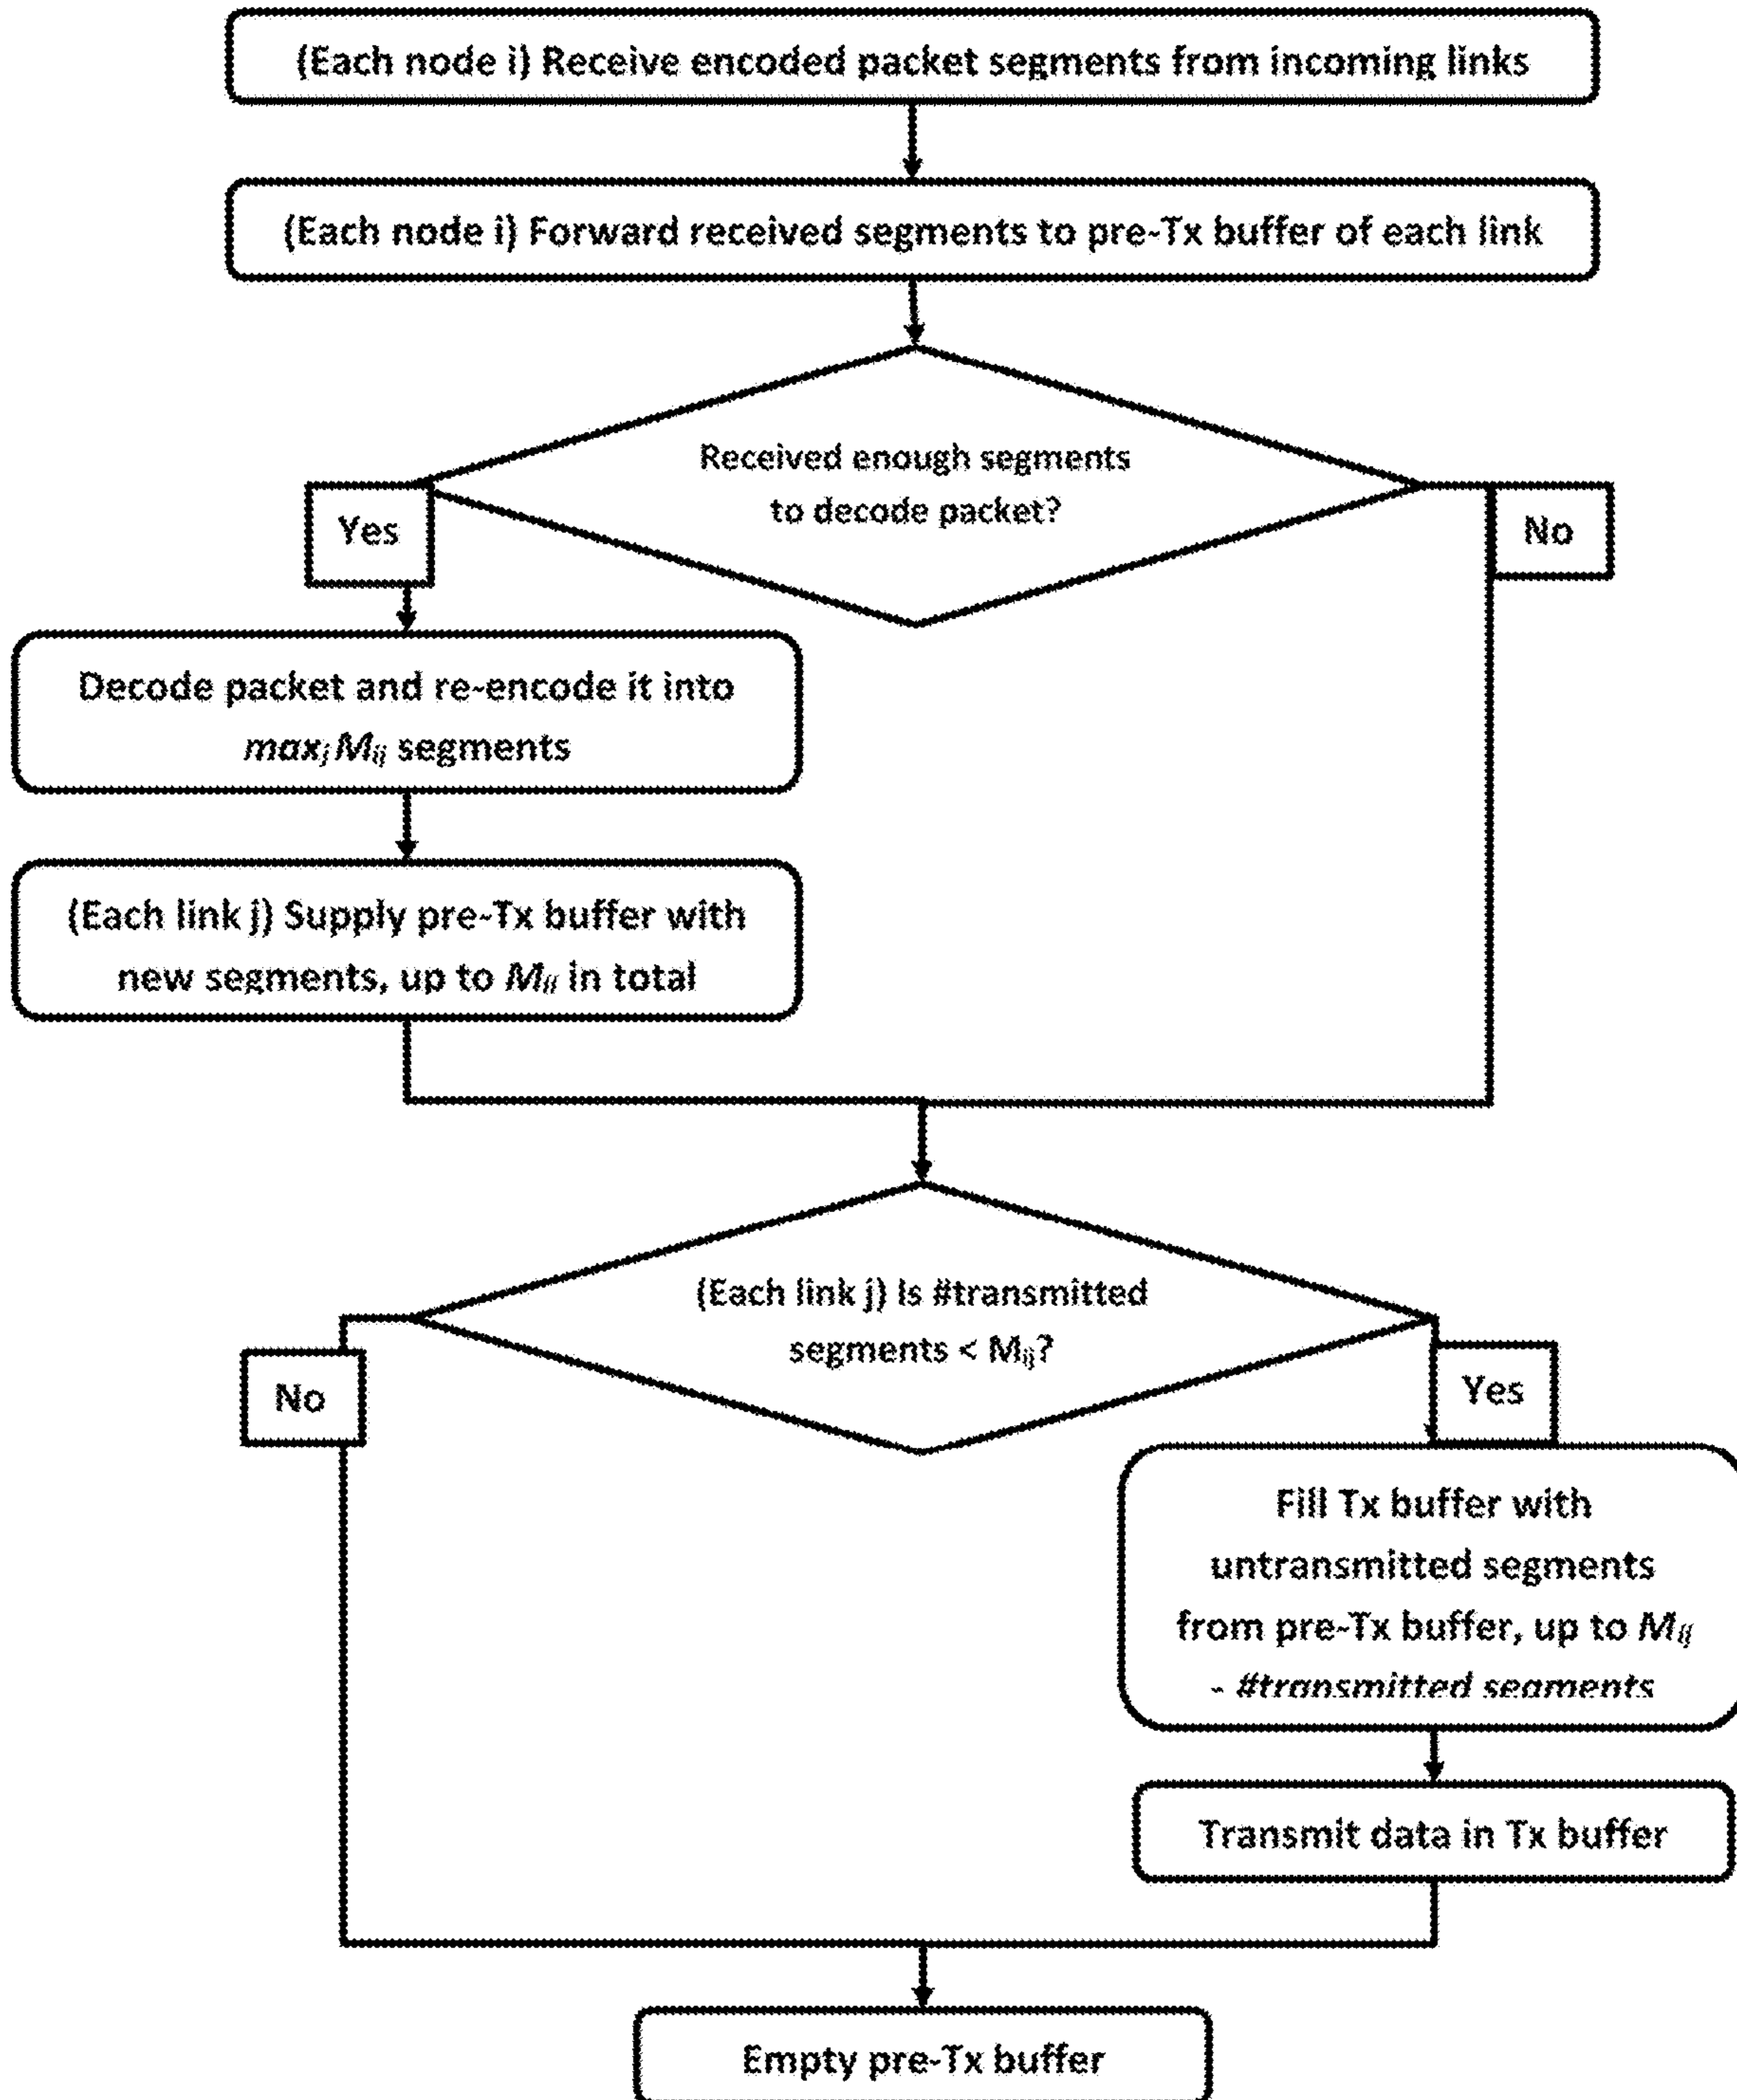 (Each node i) Receive encoded packet segments from incoming links
(Each node i) Forward received segments to pre-Tx buffer of each link
Received enough segments
to decode packet?
Yes
No
Decode packet and re-encode it into
maxⱼ Mᵢⱼ segments
(Each link j) Supply pre-Tx buffer with
new segments, up to Mᵢⱼ in total
(Each link j) Is #transmitted
segments < Mᵢⱼ?
No
Yes
Fill Tx buffer with
untransmitted segments
from pre-Tx buffer, up to Mᵢⱼ
- #transmitted segments
Transmit data in Tx buffer
Empty pre-Tx buffer